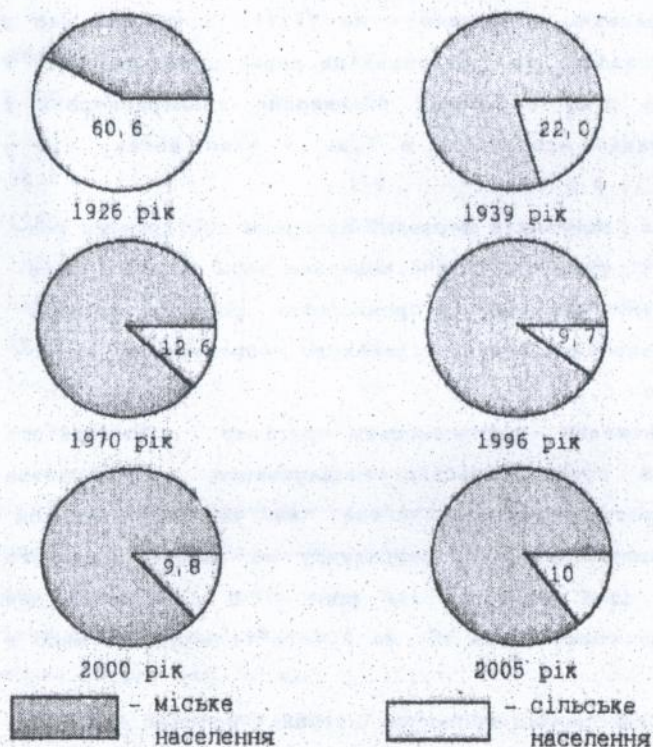 60,6
22,0
1926 рік
1939 рік
12,6
9,7
1970 рік
1996 рік
9,8
10
2000 рік
2005 рік
– міське населення
– сільське населення